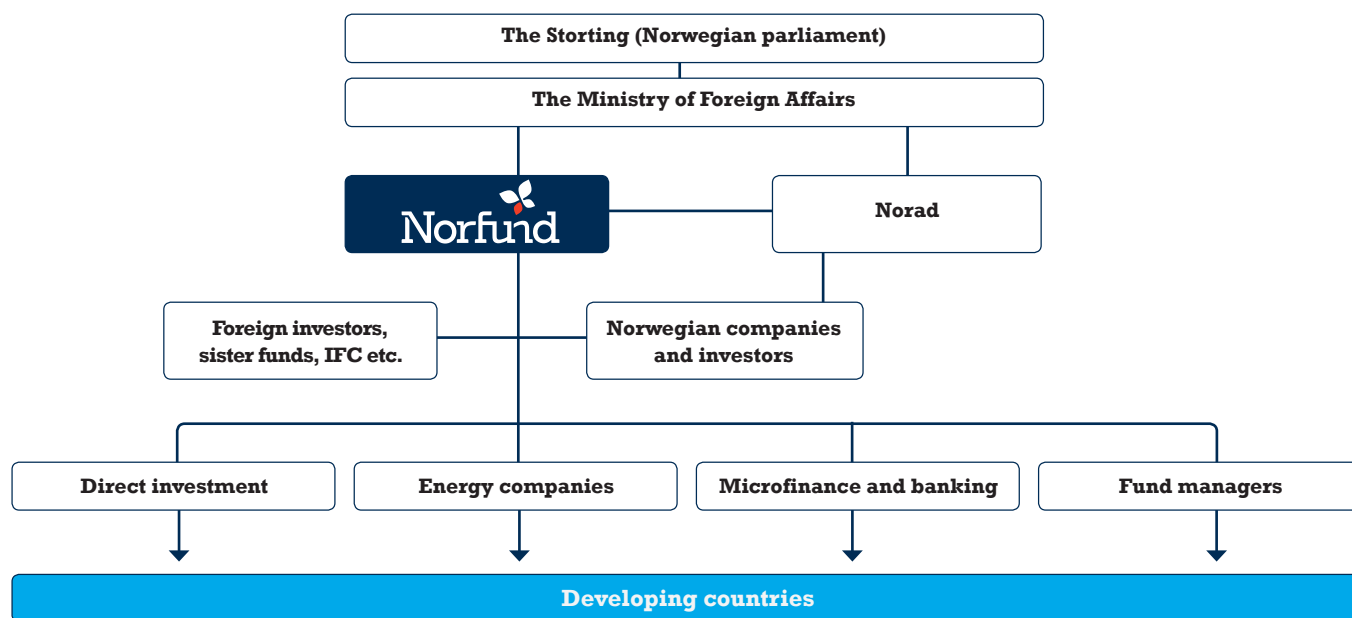 The Storting (Norwegian parliament)
The Ministry of Foreign Affairs
Norfund
Norad
Foreign investors,
sister funds, IFC etc.
Norwegian companies
and investors
Direct investment
Energy companies
Microfinance and banking
Fund managers
Developing countries